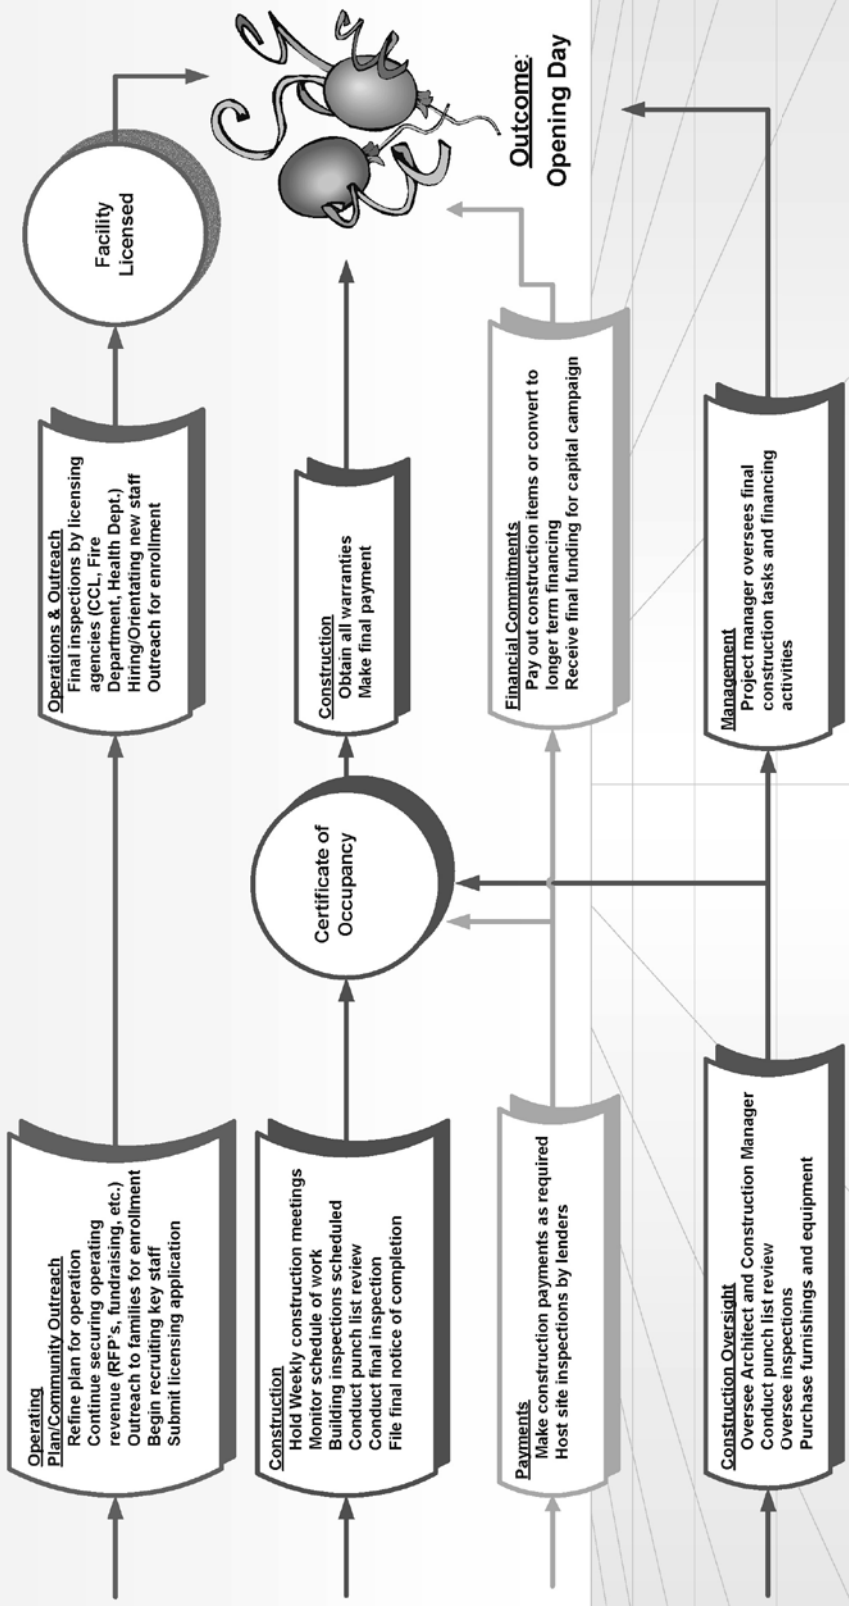 Operating
Plan/Community Outreach
Refine plan for operation
Continue securing operating
revenue (RFP's, fundraising, etc.)
Outreach to families for enrollment
Begin recruiting key staff
Submit licensing application
Operations & Outreach
Final inspections by licensing
agencies (CCL, Fire
Department, Health Dept.)
Hiring/Orientating new staff
Outreach for enrollment
Facility
Licensed
Construction
Hold Weekly construction meetings
Monitor schedule of work
Building inspections scheduled
Conduct punch list review
Conduct final inspection
File final notice of completion
Certificate of
Occupancy
Construction
Obtain all warranties
Make final payment
Outcome:
Opening Day
Payments
Make construction payments as required
Host site inspections by lenders
Financial Commitments
Pay out construction items or convert to
longer term financing
Receive final funding for capital campaign
Construction Oversight
Oversee Architect and Construction Manager
Conduct punch list review
Oversee inspections
Purchase furnishings and equipment
Management
Project manager oversees final
construction tasks and financing
activities